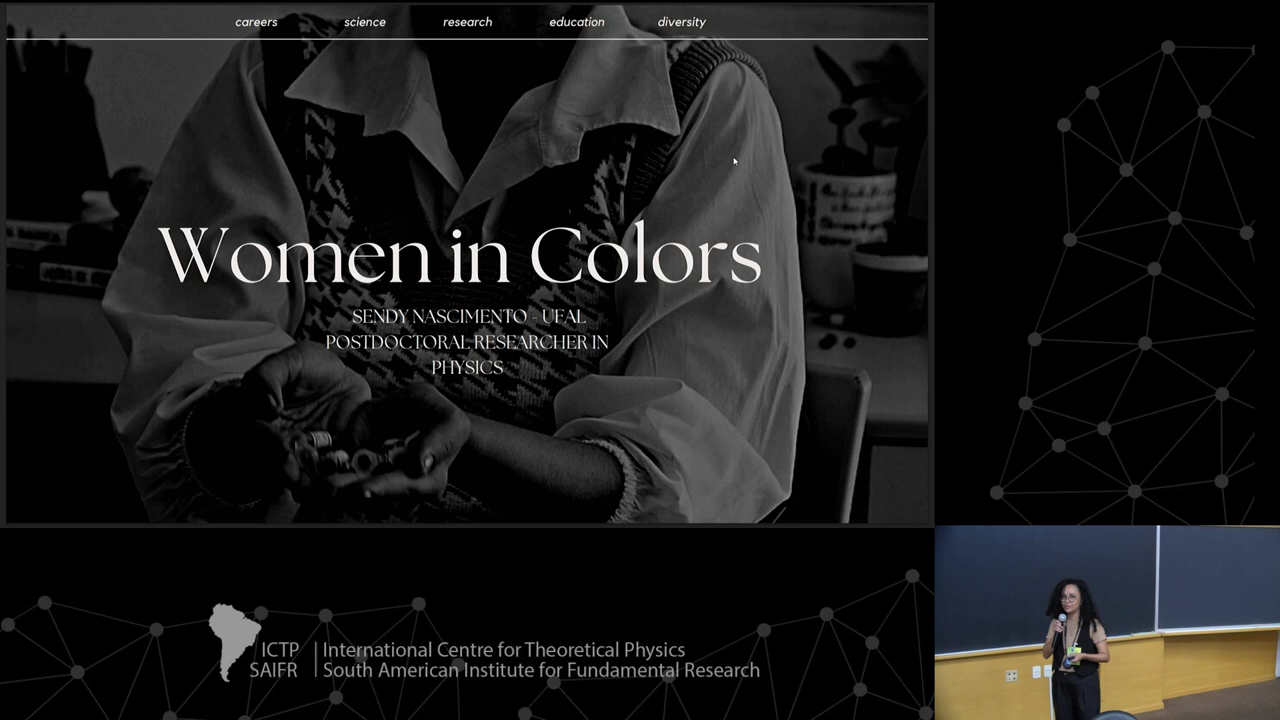 careers science research education diversity
Women in Colors
SENDY NASCIMENTO - UFAL
POSTDOCTORAL RESEARCHER IN
PHYSICS
ICTP
SAIFR
International Centre for Theoretical Physics
South American Institute for Fundamental Research